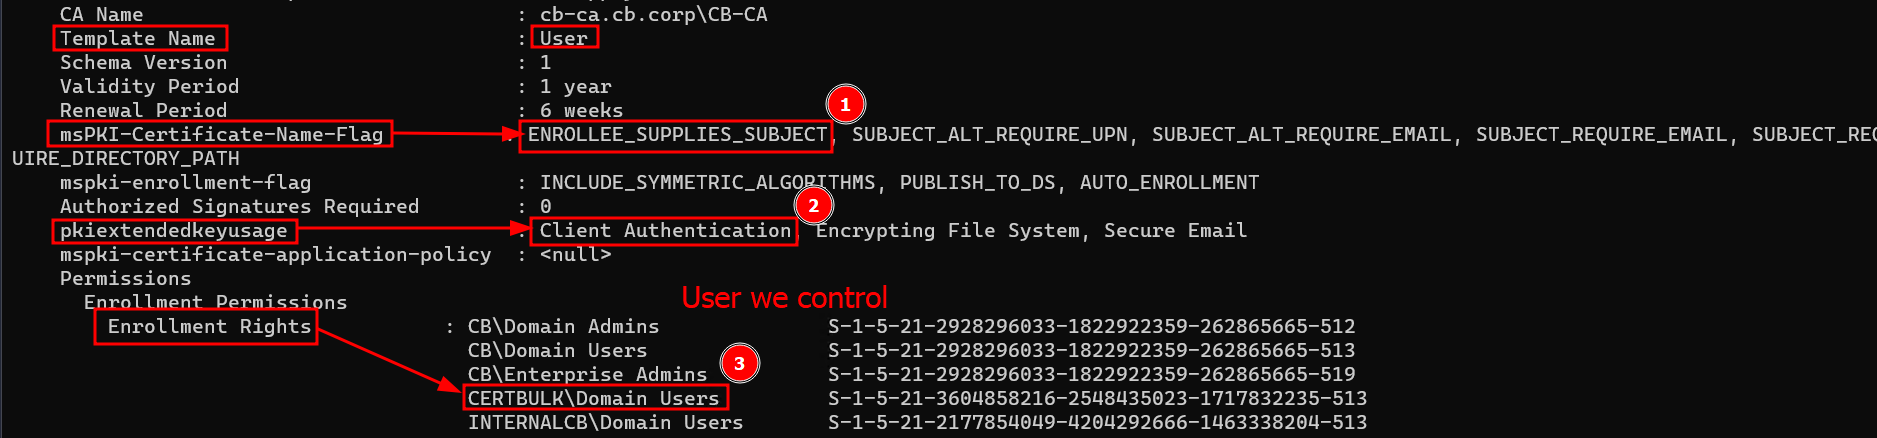 CA Name : cb-ca.cb.corp\CB-CA
Template Name : User
Schema Version : 1
Validity Period : 1 year
Renewal Period : 6 weeks
1
msPKI-Certificate-Name-Flag : ENROLLEE_SUPPLIES_SUBJECT, SUBJECT_ALT_REQUIRE_UPN, SUBJECT_ALT_REQUIRE_EMAIL, SUBJECT_REQUIRE_EMAIL, SUBJECT_REQ
UIRE_DIRECTORY_PATH
mspki-enrollment-flag : INCLUDE_SYMMETRIC_ALGORITHMS, PUBLISH_TO_DS, AUTO_ENROLLMENT
Authorized Signatures Required : 0
2
pkiextendedkeyusage : Client Authentication, Encrypting File System, Secure Email
mspki-certificate-application-policy : <null>
Permissions
Enrollment Permissions
User we control
Enrollment Rights : CB\Domain Admins S-1-5-21-2928296033-1822922359-262865665-512
CB\Domain Users S-1-5-21-2928296033-1822922359-262865665-513
3
CB\Enterprise Admins S-1-5-21-2928296033-1822922359-262865665-519
CERTBULK\Domain Users S-1-5-21-3604858216-2548435023-1717832235-513
INTERNALCB\Domain Users S-1-5-21-2177854049-4204292666-1463338204-513